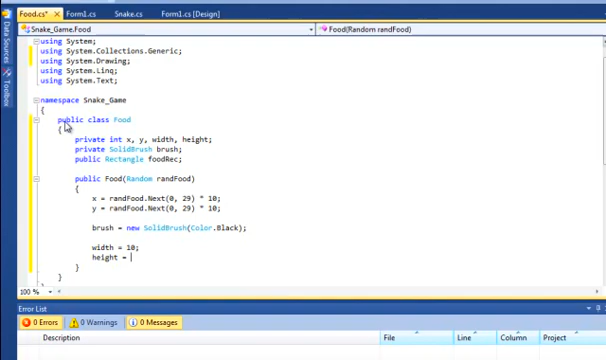 Food.cs* Form1.cs Snake.cs Form1.cs [Design]
Snake_Game.Food Food(Random randFood)
Data Sources
Toolbox
using System;
using System.Collections.Generic;
using System.Drawing;
using System.Linq;
using System.Text;
namespace Snake_Game
{
public class Food
{
private int x, y, width, height;
private SolidBrush brush;
public Rectangle foodRec;
public Food(Random randFood)
{
x = randFood.Next(0, 29) * 10;
y = randFood.Next(0, 29) * 10;
brush = new SolidBrush(Color.Black);
width = 10;
height =
}
}
100 %
Error List
0 Errors 0 Warnings 0 Messages
Description File Line Column Project